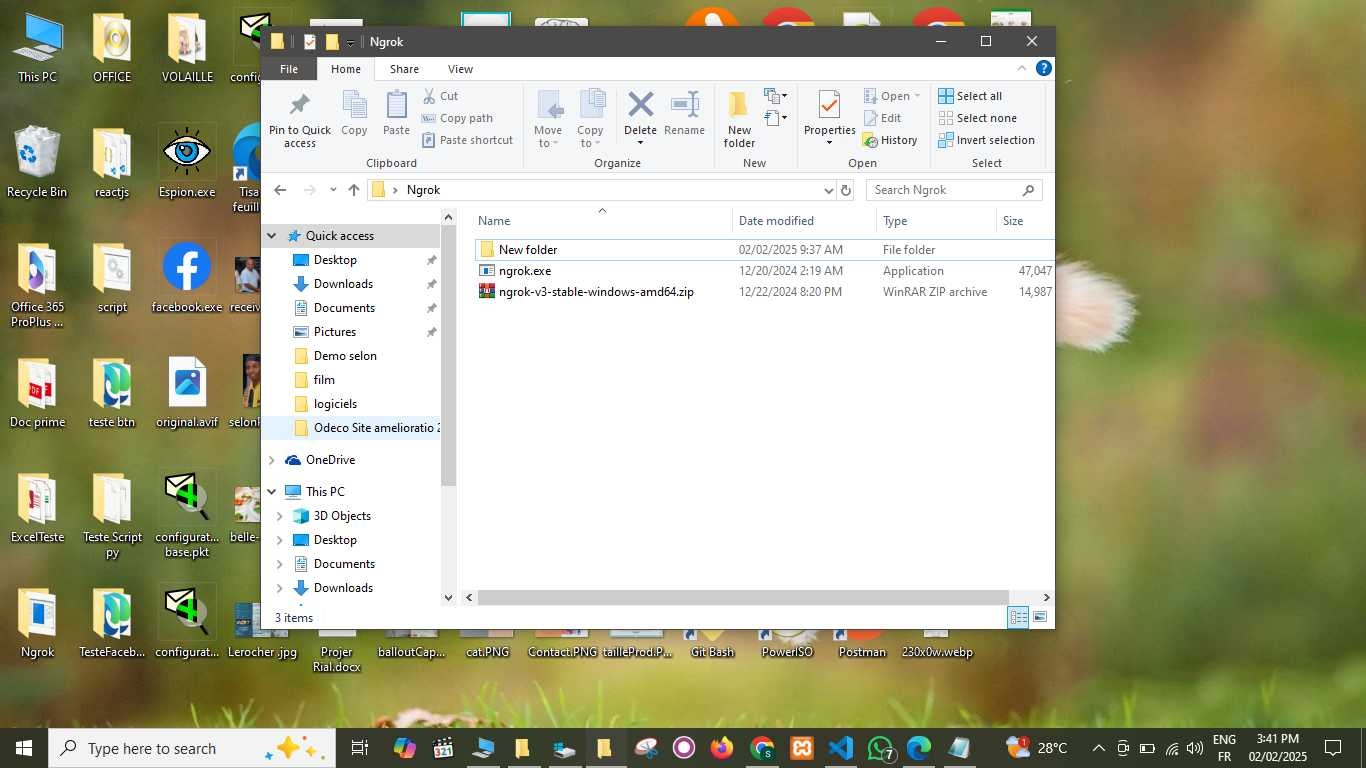 This PC
OFFICE
VOLAILLE
Recycle Bin
reactjs
Espion.exe
Office 365
ProPlus ...
script
facebook.exe
Doc prime
teste btn
original.avif
ExcelTeste
Teste Script
py
configurat...
base.pkt
Ngrok
TesteFaceb...
configurat...
Lerocher .jpg
Projer
Rial.docx
balloutCap...
cat.PNG
Contact.PNG
tailleProd.P...
Git Bash
PowerISO
Postman
230x0w.webp
Ngrok
File
Home
Share
View
Pin to Quick
access
Copy
Paste
Cut
Copy path
Paste shortcut
Clipboard
Move
to
Copy
to
Delete
Rename
Organize
New
folder
New
Properties
Open
Edit
History
Open
Select all
Select none
Invert selection
Select
Ngrok
Search Ngrok
Quick access
Desktop
Downloads
Documents
Pictures
Demo selon
film
logiciels
Odeco Site amelioratio 2
OneDrive
This PC
3D Objects
Desktop
Documents
Downloads
Name Date modified Type Size
New folder 02/02/2025 9:37 AM File folder
ngrok.exe 12/20/2024 2:19 AM Application 47,047
ngrok-v3-stable-windows-amd64.zip 12/22/2024 8:20 PM WinRAR ZIP archive 14,987
3 items
Type here to search
321
7
1
28°C
ENG
FR
3:41 PM
02/02/2025